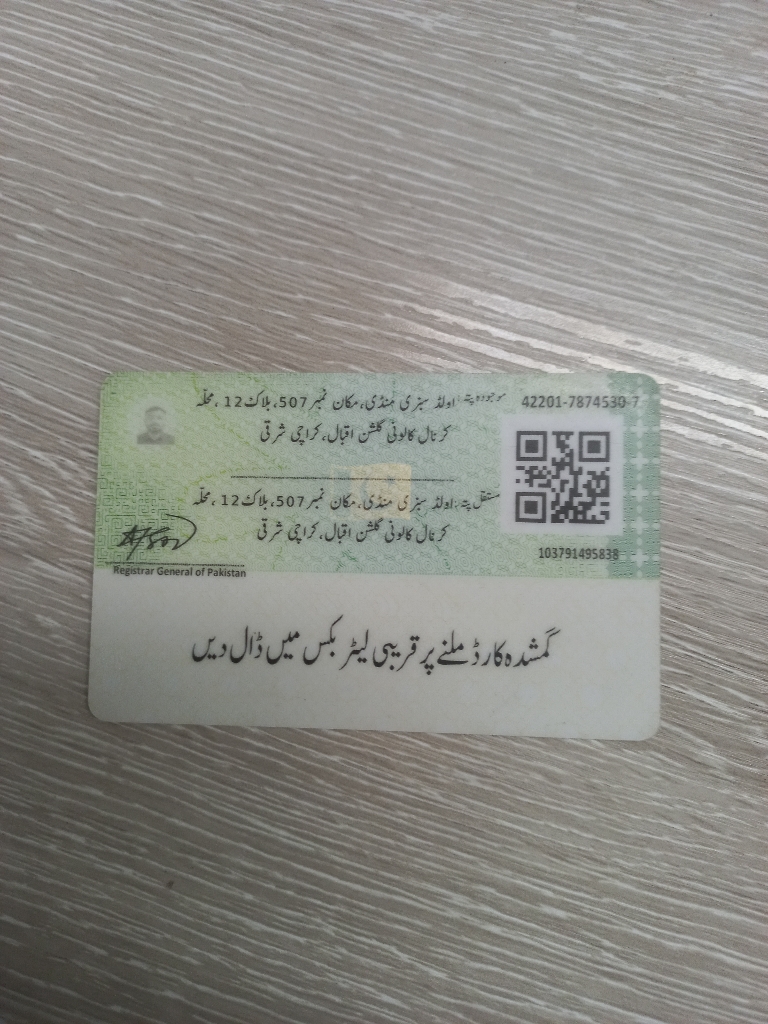 موجودہ پتہ: اولڈ سبزی منڈی، مکان نمبر 507، بلاک 12، محلّہ
کرنال کالونی گلشن اقبال، کراچی شرقی
42201-7874530-7
مستقل پتہ: اولڈ سبزی منڈی، مکان نمبر 507، بلاک 12، محلّہ
کرنال کالونی گلشن اقبال، کراچی شرقی
103791495838
Registrar General of Pakistan
گمشدہ کارڈ ملنے پر قریبی لیٹر بکس میں ڈال دیں